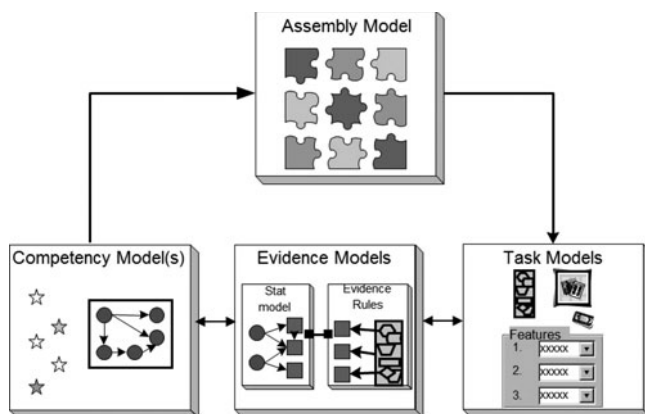 Assembly Model
Competency Model(s)
Evidence Models
Stat
model
Evidence
Rules
Task Models
Features
1. xxxxx
2. xxxxx
3. xxxxx